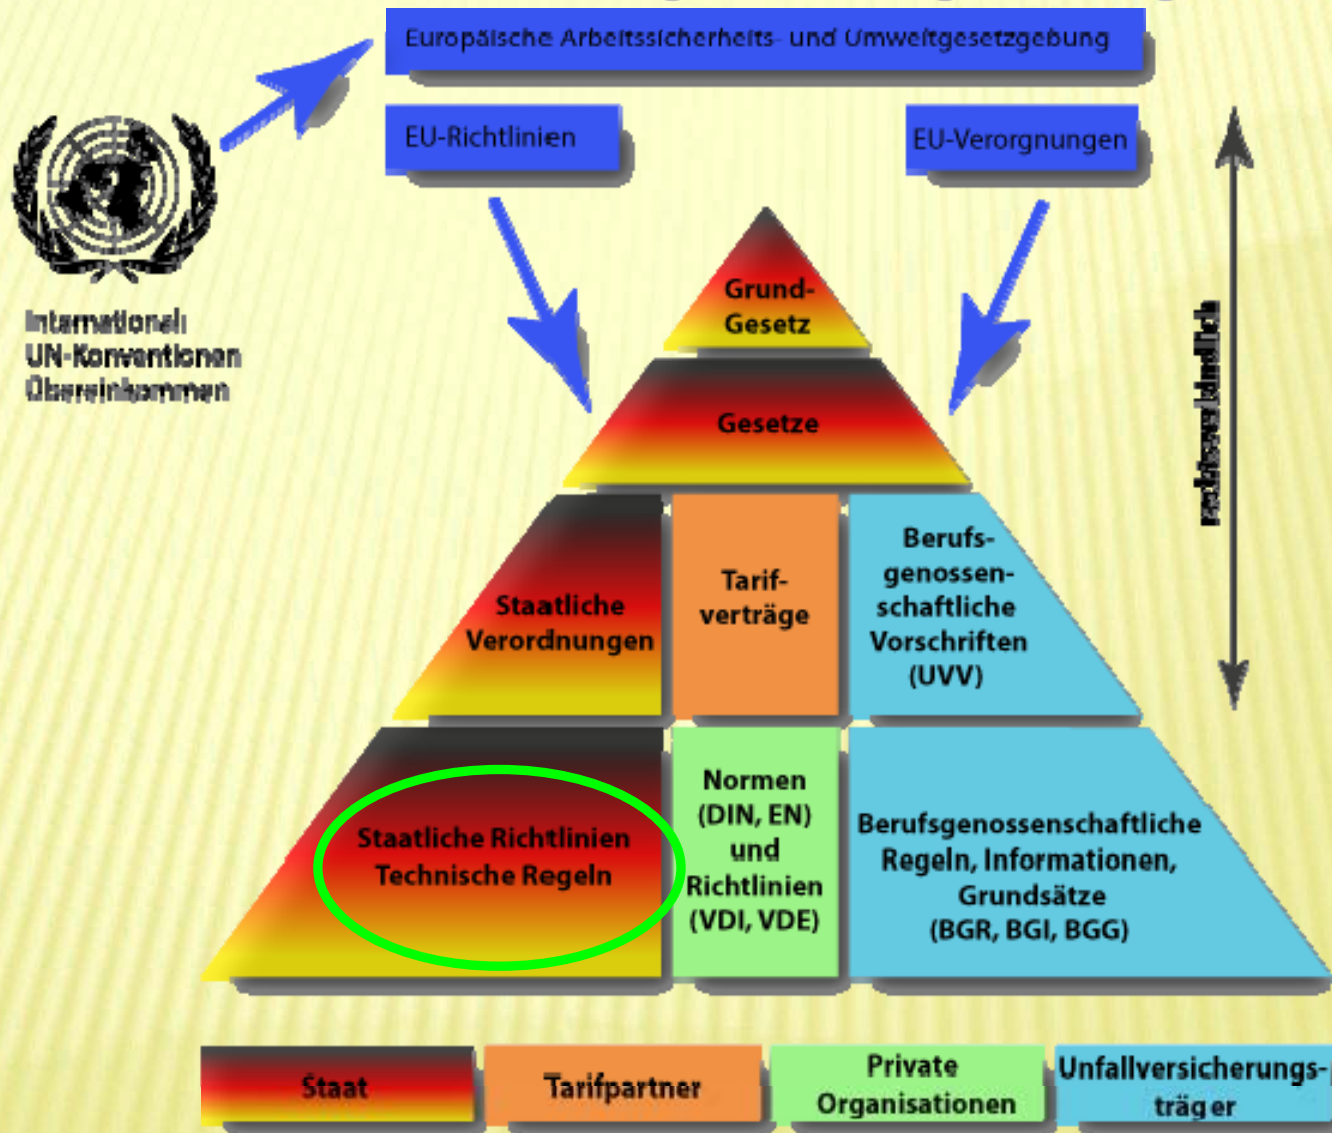 Europäische Arbeitssicherheits- und Umweltgesetzgebung
EU-Richtlinien
EU-Verorgnungen
International:
UN-Konventionen
Übereinkommen
Grund-
Gesetz
Gesetze
rechtsverbindlich
Staatliche
Verordnungen
Tarif-
verträge
Berufs-
genossen-
schaftliche
Vorschriften
(UVV)
Staatliche Richtlinien
Technische Regeln
Normen
(DIN, EN)
und
Richtlinien
(VDI, VDE)
Berufsgenossenschaftliche
Regeln, Informationen,
Grundsätze
(BGR, BGI, BGG)
Staat
Tarifpartner
Private
Organisationen
Unfallversicherungs-
träger